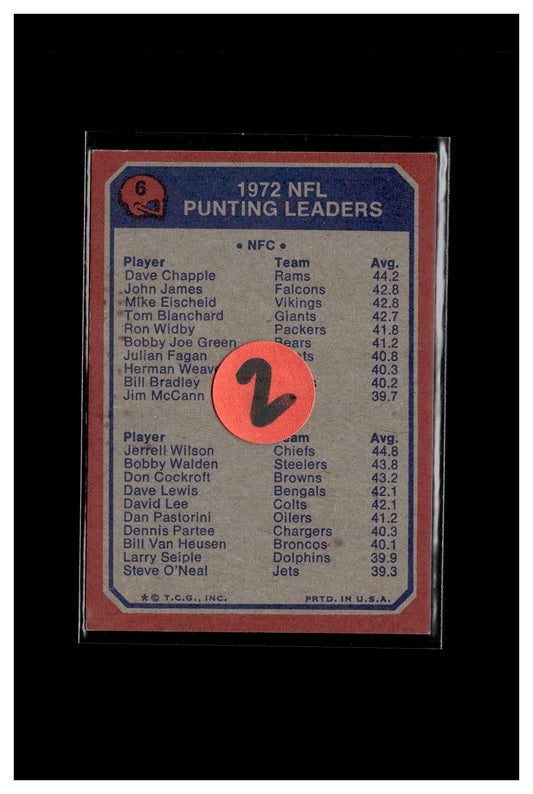 6
1972 NFL
PUNTING LEADERS
• NFC •
Player Team Avg.
Dave Chapple Rams 44.2
John James Falcons 42.8
Mike Eischeid Vikings 42.8
Tom Blanchard Giants 42.7
Ron Widby Packers 41.8
Bobby Joe Green Bears 41.2
Julian Fagan 40.8
Herman 40.3
Bill Bradley 40.2
Jim McCann 39.7
2
Player Avg.
Jerrell Wilson Chiefs 44.8
Bobby Walden Steelers 43.8
Don Cockroft Browns 43.2
Dave Lewis Bengals 42.1
David Lee Colts 42.1
Dan Pastorini Oilers 41.2
Dennis Partee Chargers 40.3
Bill Van Heusen Broncos 40.1
Larry Seiple Dolphins 39.9
Steve O'Neal Jets 39.3
*© T.C.G., INC. PRTD. IN U.S.A.